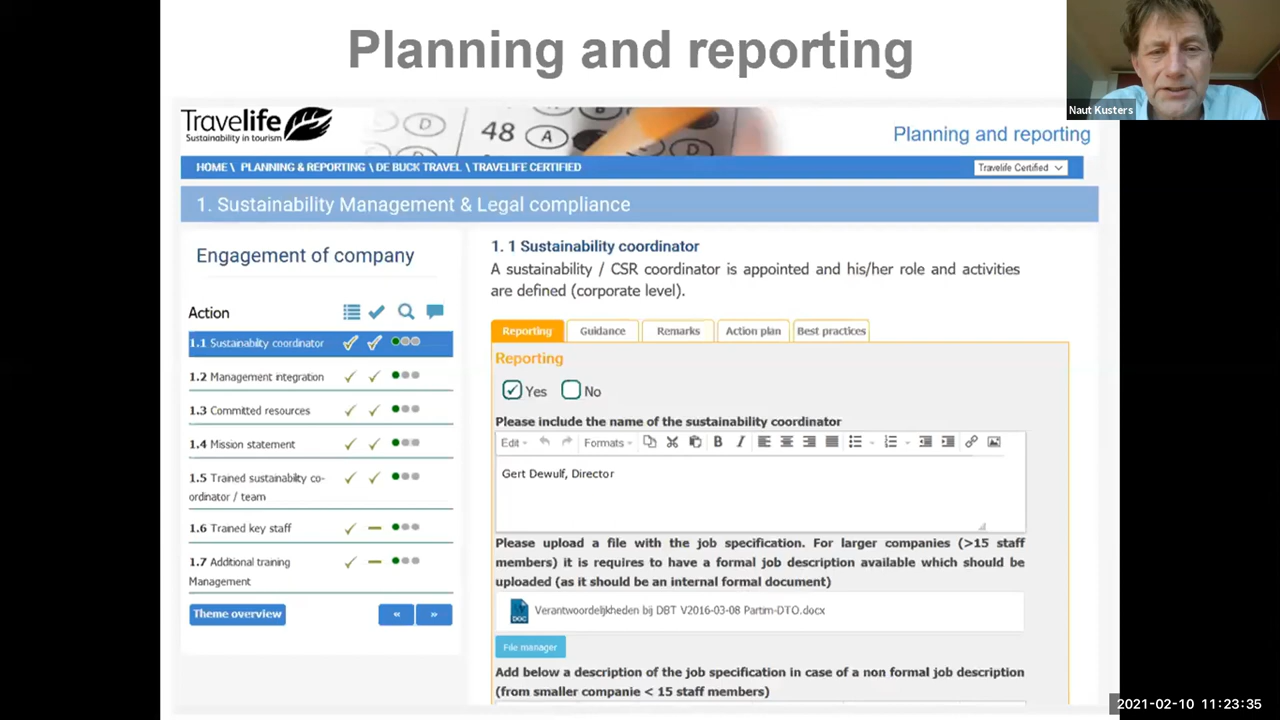 Planning and reporting
Naut Kusters
Travelife
Sustainability in tourism
D
48
A
D
Planning and reporting
HOME \ PLANNING & REPORTING \ DE BUCK TRAVEL \ TRAVELIFE CERTIFIED
Travelife Certified
1. Sustainability Management & Legal compliance
Engagement of company
Action
1.1 Sustainability coordinator
1.2 Management integration
1.3 Committed resources
1.4 Mission statement
1.5 Trained sustainability co-
ordinator / team
1.6 Trained key staff
1.7 Additional training
Management
Theme overview
«
»
1. 1 Sustainability coordinator
A sustainability / CSR coordinator is appointed and his/her role and activities
are defined (corporate level).
Reporting
Guidance
Remarks
Action plan
Best practices
Reporting
Yes
No
Please include the name of the sustainability coordinator
Edit
Formats
B
I
Gert Dewulf, Director
Please upload a file with the job specification. For larger companies (>15 staff
members) it is requires to have a formal job description available which should be
uploaded (as it should be an internal formal document)
DOC
Verantwoordelijkheden bij DBT V2016-03-08 Partim-DTO.docx
File manager
Add below a description of the job specification in case of a non formal job description
(from smaller companie < 15 staff members)
2021-02-10 11:23:35